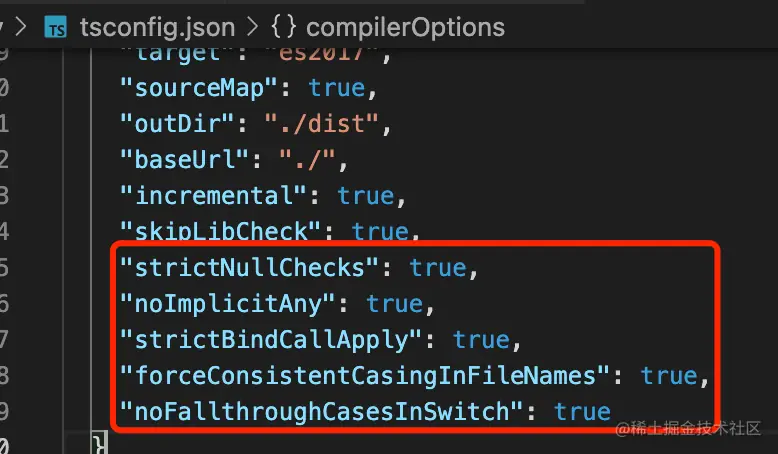 > TS tsconfig.json > {} compilerOptions
"target": "es2017",
0 "sourceMap": true,
1 "outDir": "./dist",
2 "baseUrl": "./",
3 "incremental": true,
4 "skipLibCheck": true,
5 "strictNullChecks": true,
6 "noImplicitAny": true,
7 "strictBindCallApply": true,
8 "forceConsistentCasingInFileNames": true,
9 "noFallthroughCasesInSwitch": true
0 }
@稀土掘金技术社区